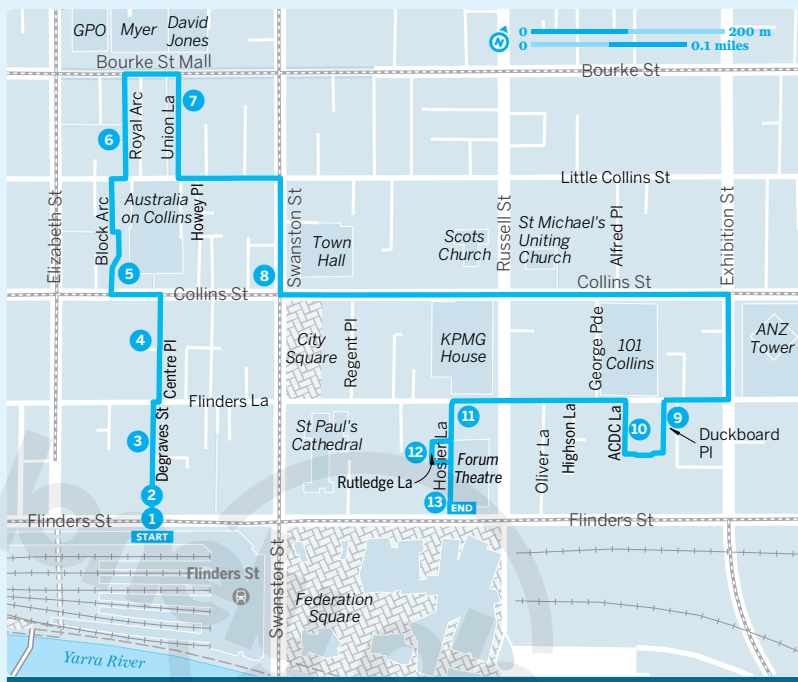 GPO
Myer
David
Jones
0
200 m
N
0
0.1 miles
Bourke St Mall
Bourke St
7
6
Royal Arc
Union La
Little Collins St
Elizabeth St
Block Arc
Australia
on Collins
Howey Pl
Swanston St
Town
Hall
Scots
Church
Russell St
St Michael's
Uniting
Church
Alfred Pl
Exhibition St
5
8
Collins St
Collins St
4
Centre Pl
City
Square
Regent Pl
KPMG
House
George Pde
101
Collins
ANZ
Tower
Flinders La
3
Degraves St
St Paul's
Cathedral
11
12
Hosier La
Rutledge La
Forum
Theatre
Oliver La
Highson La
ACDC La
10
9
Duckboard
Pl
2
13
END
1
Flinders St
Flinders St
START
Flinders St
Swanston St
Federation
Square
Yarra River